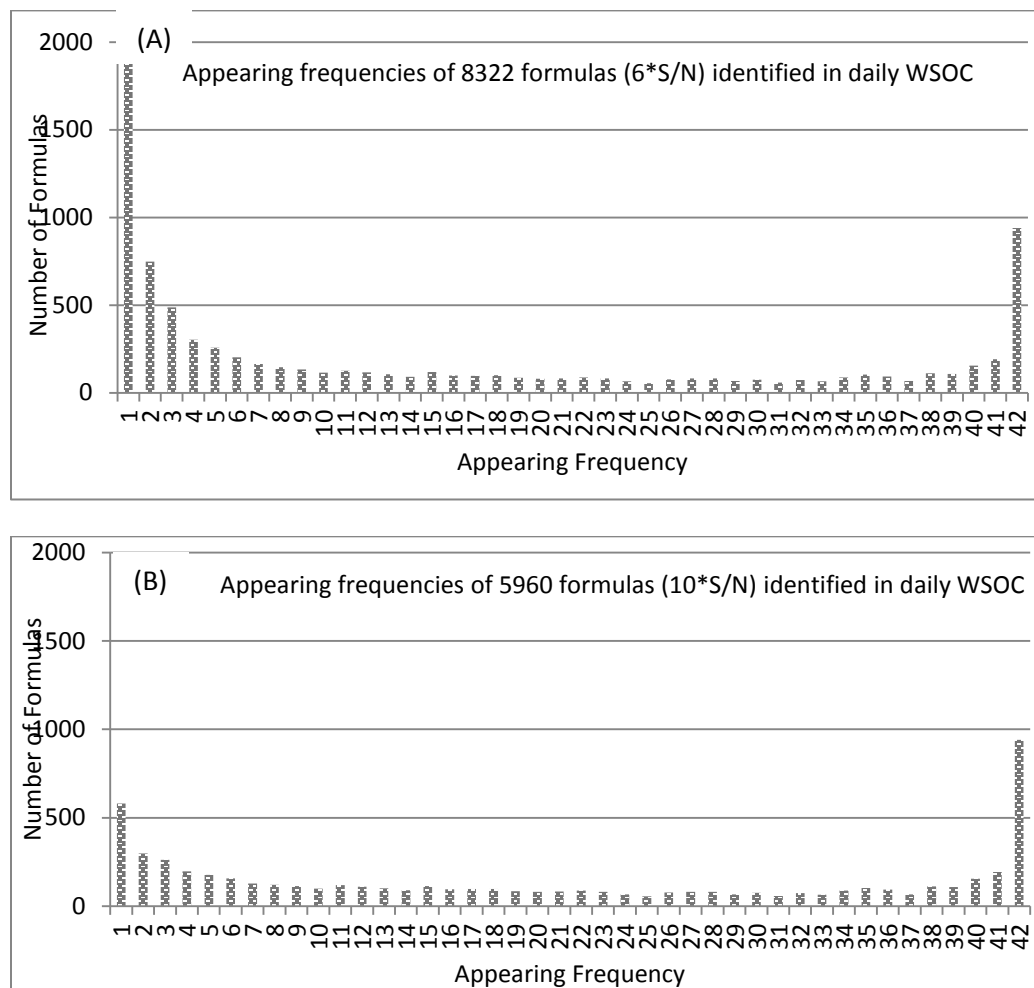 (A)
Appearing frequencies of 8322 formulas (6*S/N) identified in daily WSOC
Number of Formulas
2000
1500
1000
500
0
1 2 3 4 5 6 7 8 9 10 11 12 13 14 15 16 17 18 19 20 21 22 23 24 25 26 27 28 29 30 31 32 33 34 35 36 37 38 39 40 41 42
Appearing Frequency
(B)
Appearing frequencies of 5960 formulas (10*S/N) identified in daily WSOC
Number of Formulas
2000
1500
1000
500
0
1 2 3 4 5 6 7 8 9 10 11 12 13 14 15 16 17 18 19 20 21 22 23 24 25 26 27 28 29 30 31 32 33 34 35 36 37 38 39 40 41 42
Appearing Frequency